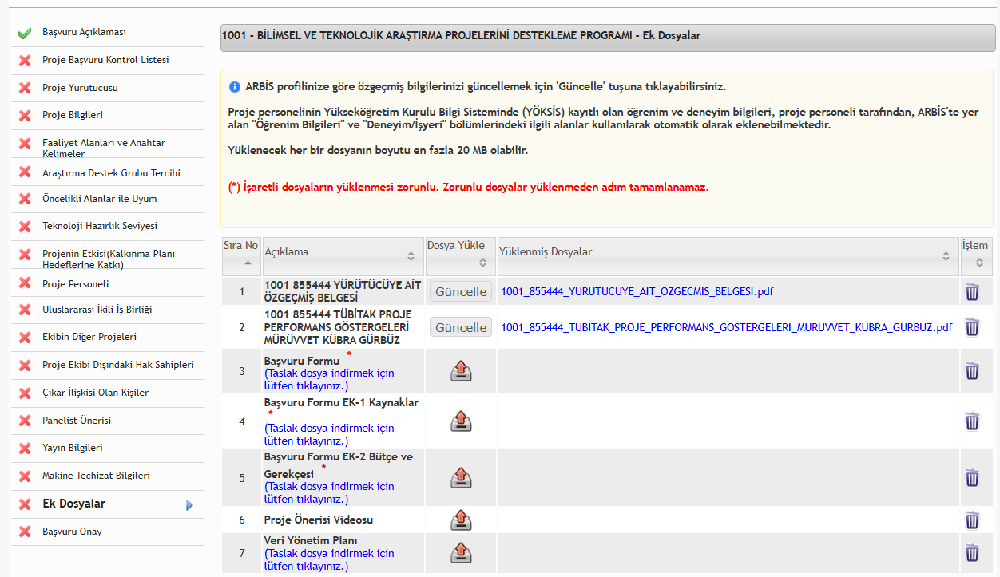 Başvuru Açıklaması
Proje Başvuru Kontrol Listesi
Proje Yürütücüsü
Proje Bilgileri
Faaliyet Alanları ve Anahtar
Kelimeler
Araştırma Destek Grubu Tercihi
Öncelikli Alanlar ile Uyum
Teknoloji Hazırlık Seviyesi
Projenin Etkisi(Kalkınma Planı
Hedeflerine Katkı)
Proje Personeli
Uluslararası İkili İş Birliği
Ekibin Diğer Projeleri
Proje Ekibi Dışındaki Hak Sahipleri
Çıkar İlişkisi Olan Kişiler
Panelist Önerisi
Yayın Bilgileri
Makine Techizat Bilgileri
Ek Dosyalar
Başvuru Onay
1001 - BİLİMSEL VE TEKNOLOJİK ARAŞTIRMA PROJELERİNİ DESTEKLEME PROGRAMI - Ek Dosyalar
ARBİS profilinize göre özgeçmiş bilgilerinizi güncellemek için 'Güncelle' tuşuna tıklayabilirsiniz.
Proje personelinin Yükseköğretim Kurulu Bilgi Sisteminde (YÖKSİS) kayıtlı olan öğrenim ve deneyim bilgileri, proje personeli tarafından, ARBİS'te yer
alan "Öğrenim Bilgileri" ve "Deneyim/İşyeri" bölümlerindeki ilgili alanlar kullanılarak otomatik olarak eklenebilmektedir.
Yüklenecek her bir dosyanın boyutu en fazla 20 MB olabilir.
(*) İşaretli dosyaların yüklenmesi zorunlu. Zorunlu dosyalar yüklenmeden adım tamamlanamaz.
Sıra No Açıklama Dosya Yükle Yüklenmiş Dosyalar İşlem
1 1001 855444 YÜRÜTÜCÜYE AİT
ÖZGEÇMİŞ BELGESİ Güncelle 1001_855444_YURUTUCUYE_AIT_OZGECMIS_BELGESI.pdf
2 1001 855444 TÜBİTAK PROJE
PERFORMANS GÖSTERGELERİ
MÜRÜVVET KÜBRA GÜRBÜZ Güncelle 1001_855444_TUBITAK_PROJE_PERFORMANS_GOSTERGELERI_MURUVVET_KUBRA_GURBUZ.pdf
3 Başvuru Formu *
(Taslak dosya indirmek için
lütfen tıklayınız.)
4 Başvuru Formu EK-1 Kaynaklar
*
(Taslak dosya indirmek için
lütfen tıklayınız.)
5 Başvuru Formu EK-2 Bütçe ve
Gerekçesi *
(Taslak dosya indirmek için
lütfen tıklayınız.)
6 Proje Önerisi Videosu
7 Veri Yönetim Planı
(Taslak dosya indirmek için
lütfen tıklayınız.)